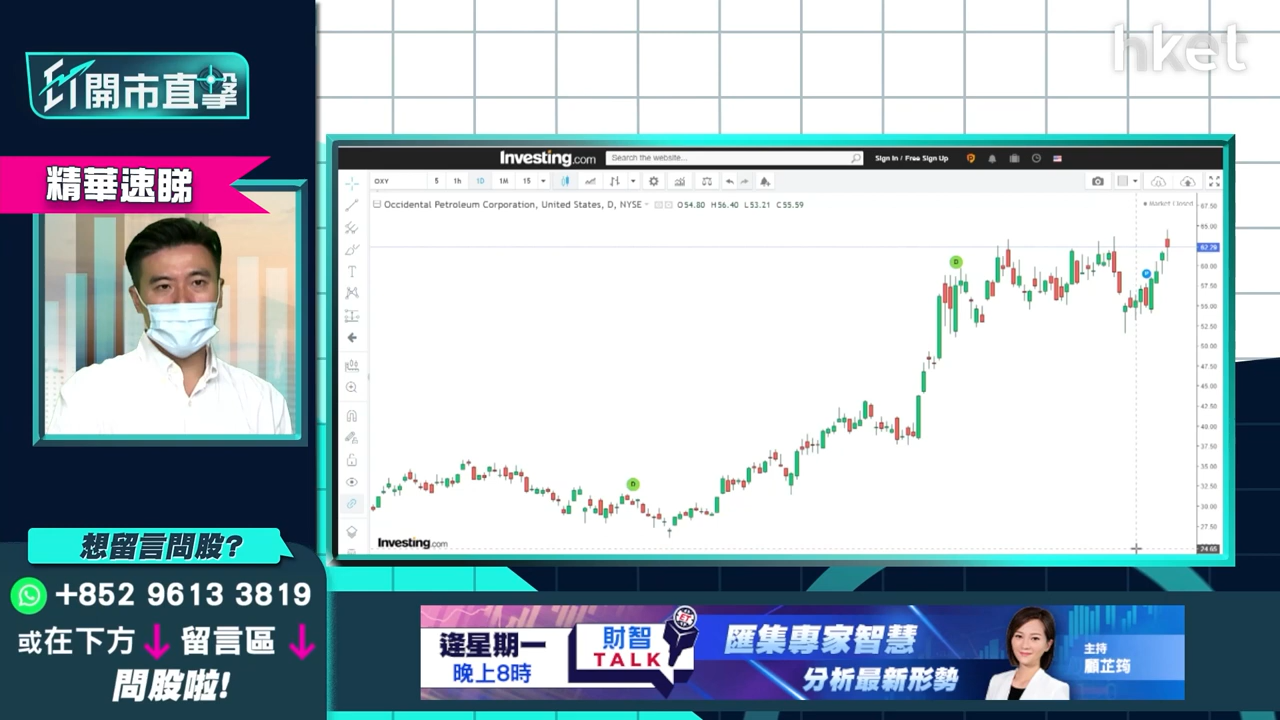 hket
ET開市直擊
精華速睇
Investing.com
Search the website...
Sign In / Free Sign Up
OXY
5
1h
1D
1M
15
Occidental Petroleum Corporation, United States, D, NYSE
O54.80 H56.40 L53.21 C55.59
Market Closed
67.50
65.00
62.70
60.00
57.50
55.00
52.50
50.00
47.50
45.00
42.50
40.00
37.50
35.00
32.50
30.00
27.50
24.65
D
D
P
Investing.com
想留言問股?
+852 9613 3819
或在下方 留言區
問股啦!
逢星期一
晚上8時
財智
TALK
匯集專家智慧
分析最新形勢
主持
顧芷筠